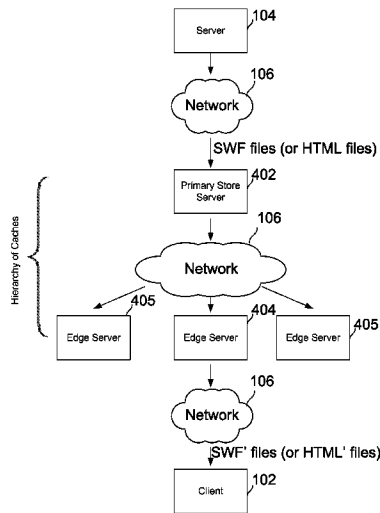 104
Server
106
Network
SWF files (or HTML files)
402
Primary Store
Server
106
Network
Hierarchy of Caches
405
Edge Server
404
Edge Server
405
Edge Server
106
Network
SWF' files (or HTML' files)
102
Client